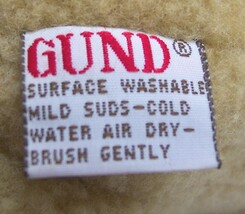 GUND®
SURFACE WASHABLE
MILD SUDS-COLD
WATER AIR DRY-
BRUSH GENTLY